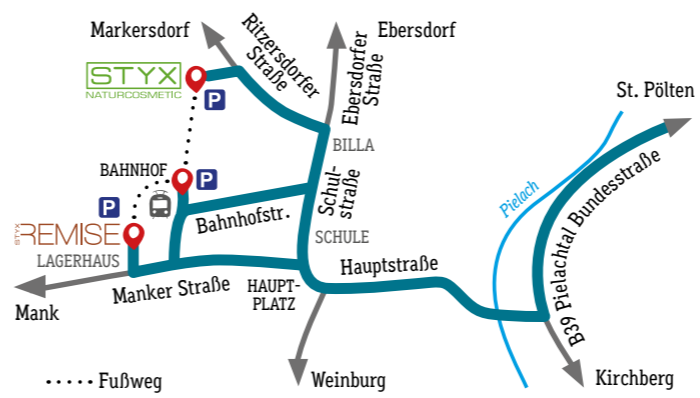 Markersdorf
Ritzersdorfer
Straße
Ebersdorf
Ebersdorfer
Straße
STYX
NATURCOSMETIC
P
St. Pölten
BILLA
BAHNHOF
P
Schul-
straße
Pielach
P
Bahnhofstr.
STYX
REMISE
SCHULE
LAGERHAUS
Hauptstraße
B39 Pielachtal Bundesstraße
Manker Straße
HAUPT-
PLATZ
Mank
Fußweg
Weinburg
Kirchberg